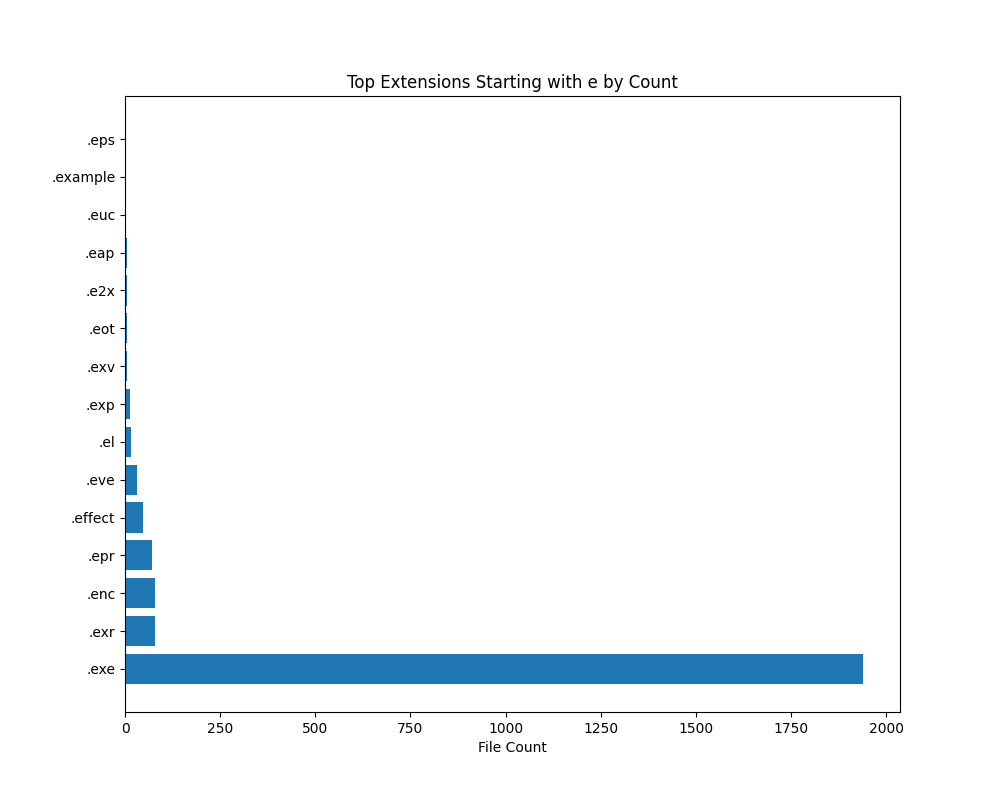 Top Extensions Starting with e by Count
.eps
.example
.euc
.eap
.e2x
.eot
.exv
.exp
.el
.eve
.effect
.epr
.enc
.exr
.exe
0 250 500 750 1000 1250 1500 1750 2000
File Count